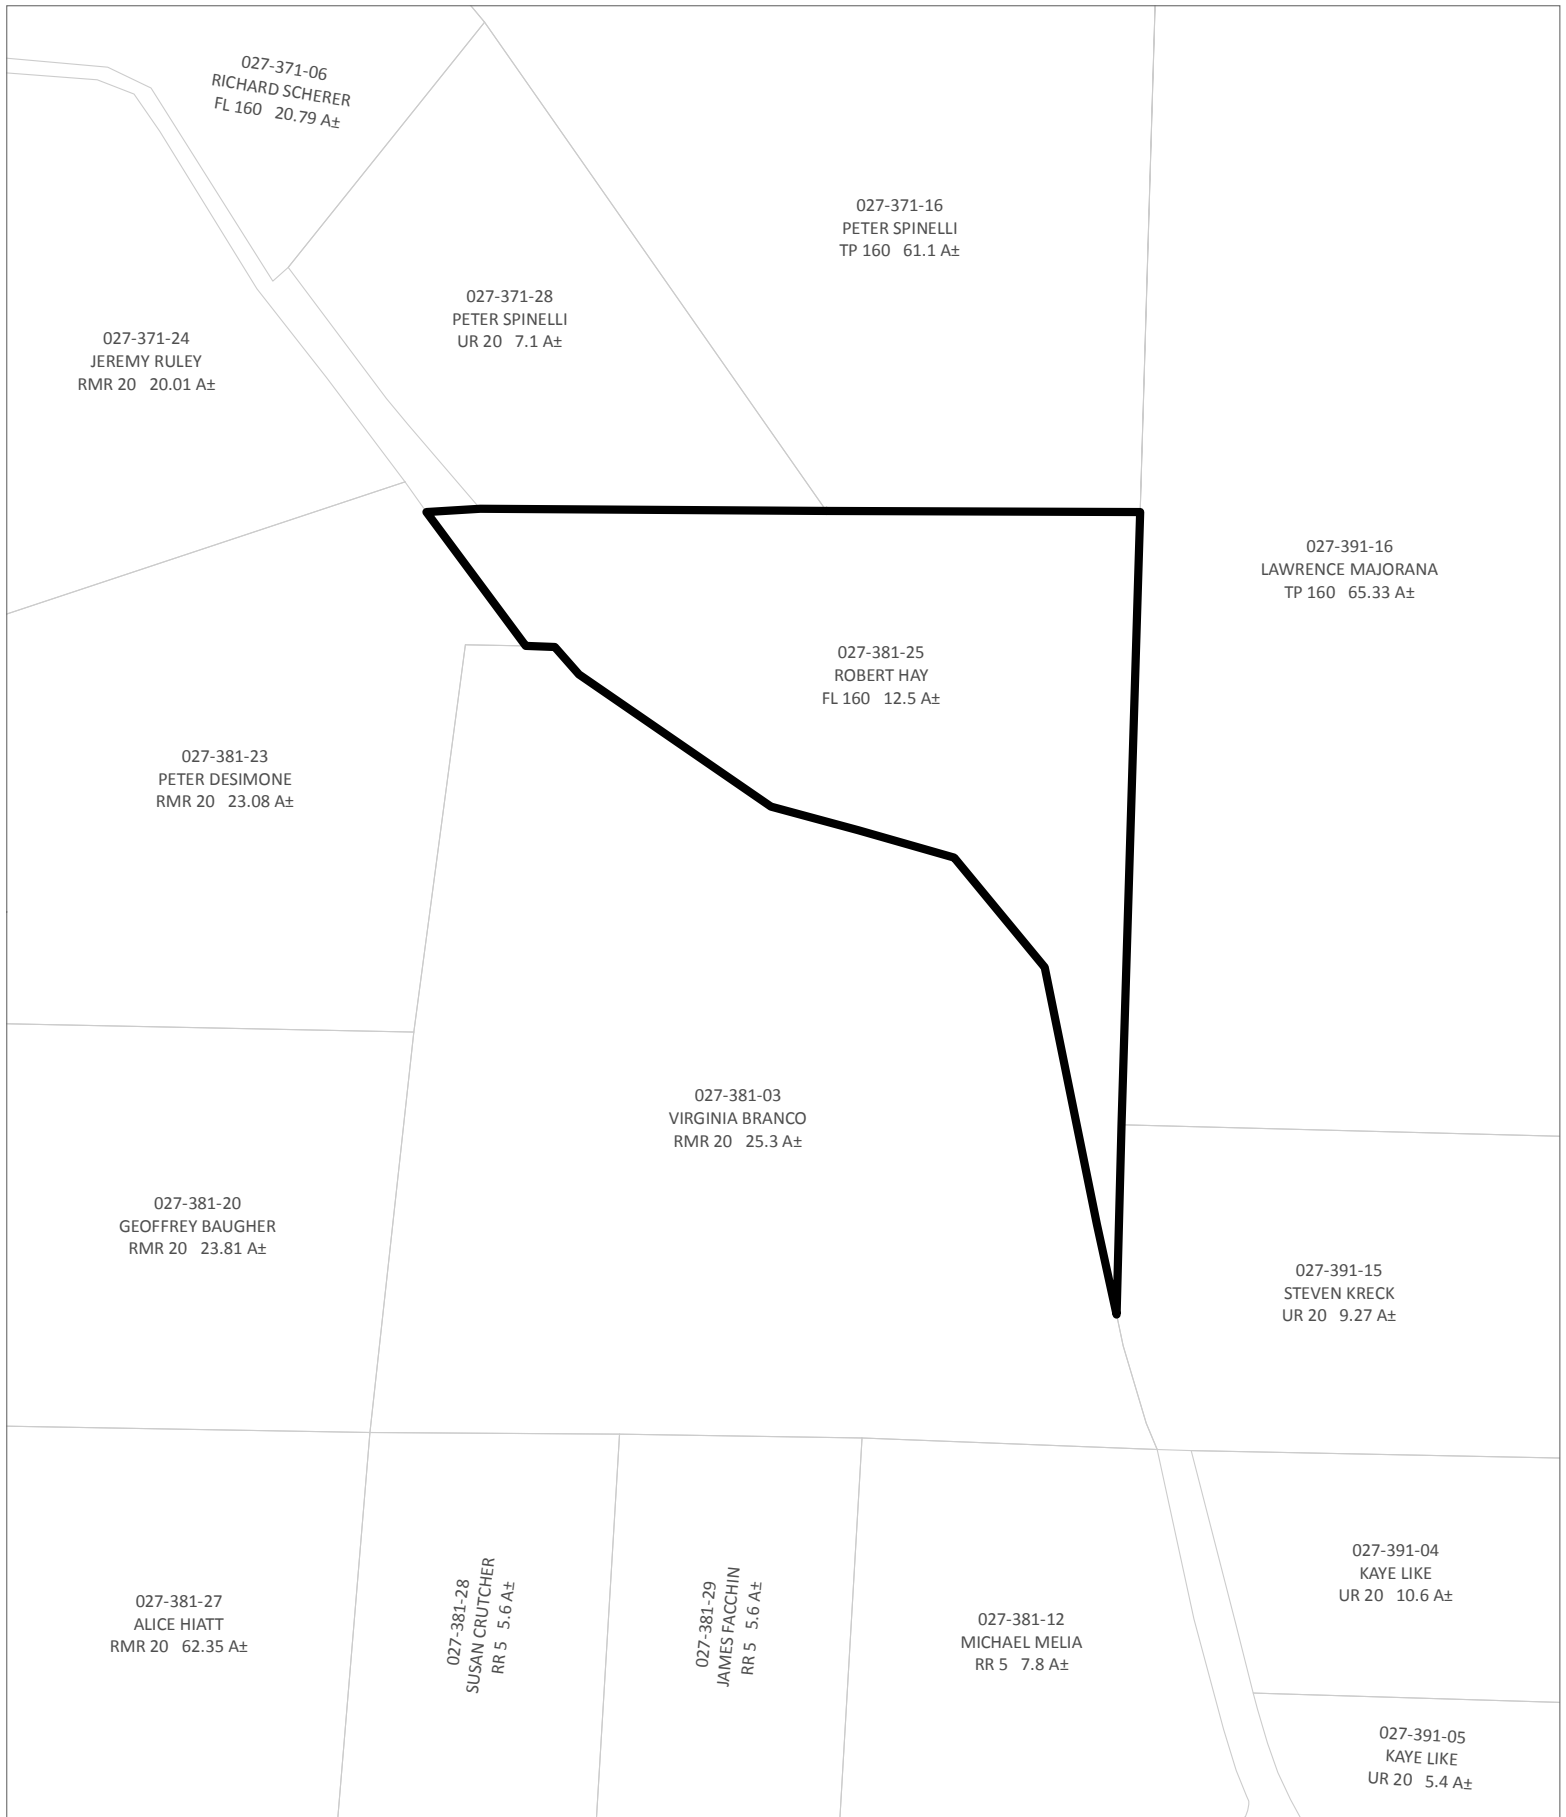 027-371-06
RICHARD SCHERER
FL 160 20.79 A±
027-371-16
PETER SPINELLI
TP 160 61.1 A±
027-371-28
PETER SPINELLI
UR 20 7.1 A±
027-371-24
JEREMY RULEY
RMR 20 20.01 A±
027-391-16
LAWRENCE MAJORANA
TP 160 65.33 A±
027-381-25
ROBERT HAY
FL 160 12.5 A±
027-381-23
PETER DESIMONE
RMR 20 23.08 A±
027-381-03
VIRGINIA BRANCO
RMR 20 25.3 A±
027-381-20
GEOFFREY BAUGHER
RMR 20 23.81 A±
027-391-15
STEVEN KRECK
UR 20 9.27 A±
027-381-27
ALICE HIATT
RMR 20 62.35 A±
027-381-28
SUSAN CRUTCHER
RR 5 5.6 A±
027-381-29
JAMES FACCHIN
RR 5 5.6 A±
027-381-12
MICHAEL MELIA
RR 5 7.8 A±
027-391-04
KAYE LIKE
UR 20 10.6 A±
027-391-05
KAYE LIKE
UR 20 5.4 A±